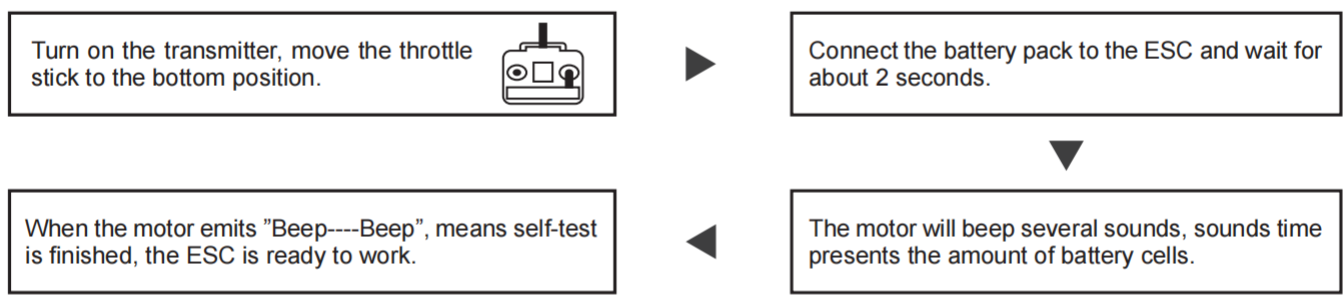 Turn on the transmitter, move the throttle
stick to the bottom position.
Connect the battery pack to the ESC and wait for
about 2 seconds.
The motor will beep several sounds, sounds time
presents the amount of battery cells.
When the motor emits ”Beep----Beep”, means self-test
is finished, the ESC is ready to work.